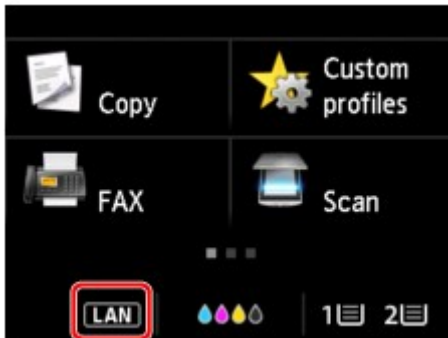 Copy
Custom
profiles
FAX
Scan
LAN
1 2